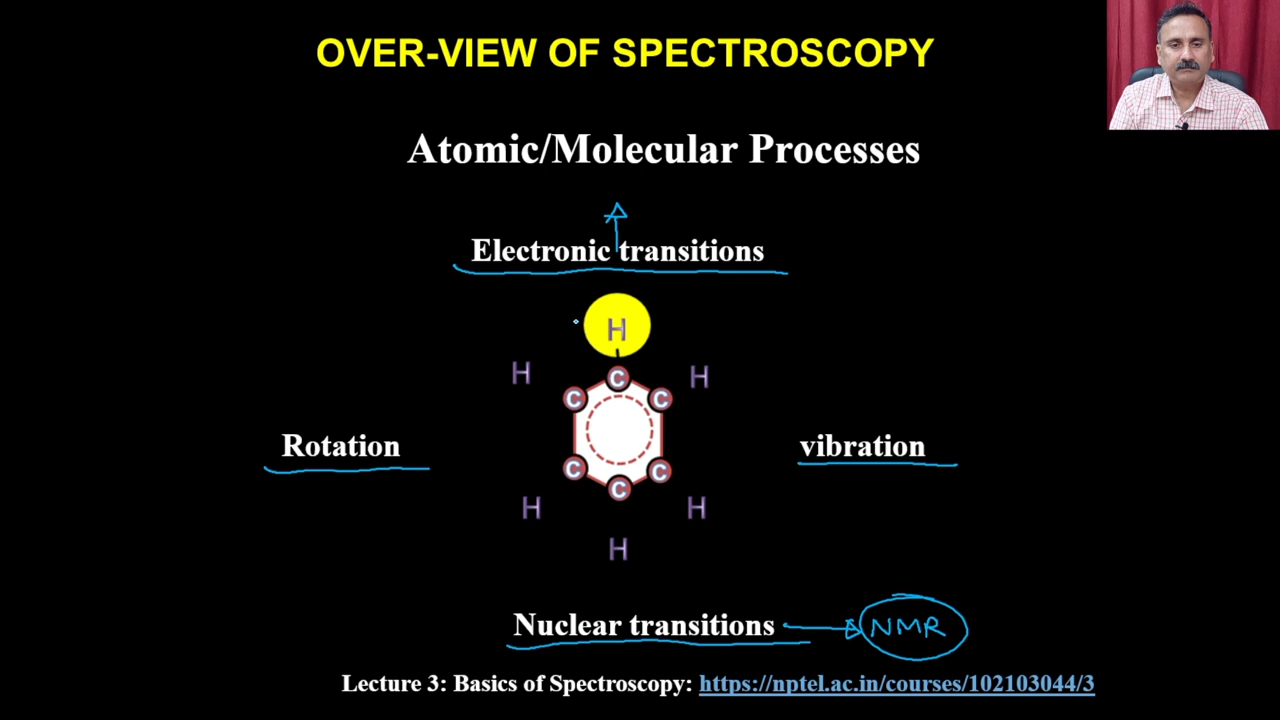 OVER-VIEW OF SPECTROSCOPY
Atomic/Molecular Processes
Electronic transitions
H
H H
C
C C
Rotation
vibration
C C
C
H H
H
Nuclear transitions NMR
Lecture 3: Basics of Spectroscopy: https://nptel.ac.in/courses/102103044/3